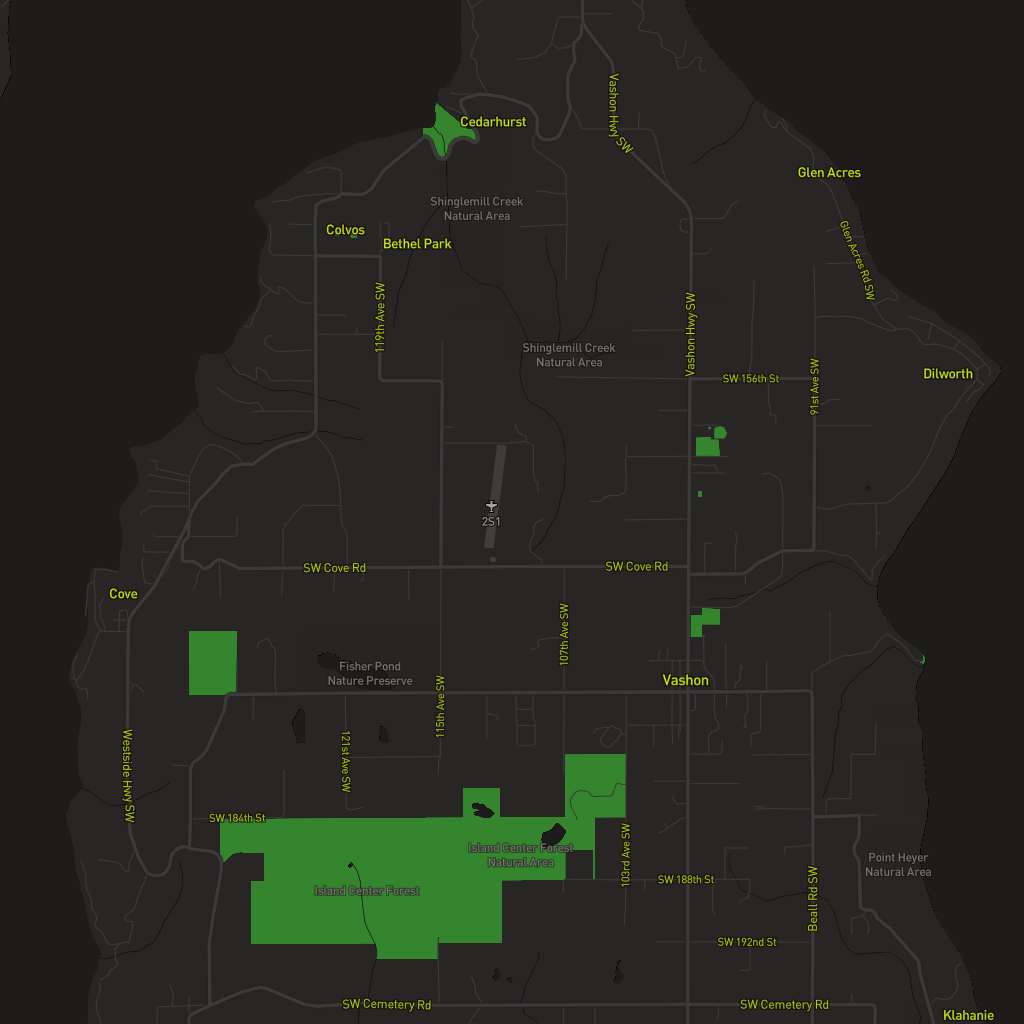 Vashon Hwy SW
Cedarhurst
Glen Acres
Shinglemill Creek
Natural Area
Colvos
Bethel Park
Glen Acres Rd SW
119th Ave SW
Vashon Hwy SW
Shinglemill Creek
Natural Area
SW 156th St
91st Ave SW
Dilworth
2S1
SW Cove Rd
SW Cove Rd
Cove
107th Ave SW
Fisher Pond
Nature Preserve
Vashon
115th Ave SW
Westside Hwy SW
121st Ave SW
SW 184th St
Island Center Forest
Natural Area
103rd Ave SW
Point Heyer
Natural Area
SW 188th St
Island Center Forest
Beall Rd SW
SW 192nd St
SW Cemetery Rd
SW Cemetery Rd
Klahanie